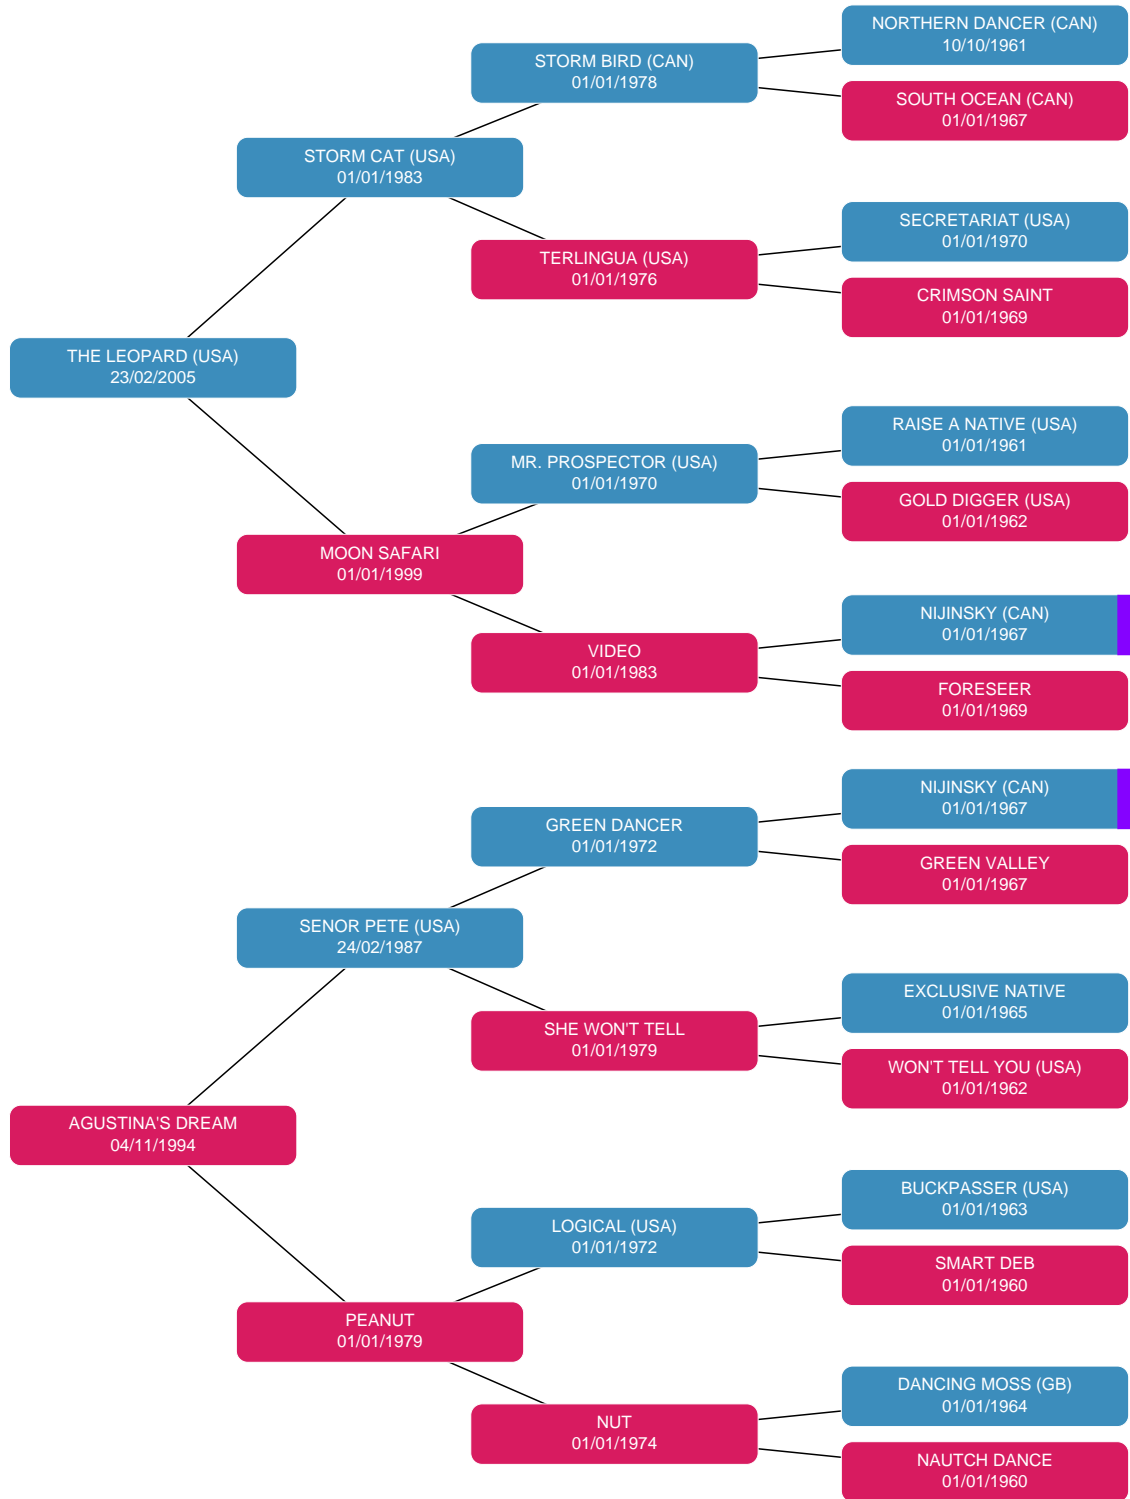 NORTHERN DANCER (CAN)
10/10/1961
STORM BIRD (CAN)
01/01/1978
SOUTH OCEAN (CAN)
01/01/1967
STORM CAT (USA)
01/01/1983
SECRETARIAT (USA)
01/01/1970
TERLINGUA (USA)
01/01/1976
CRIMSON SAINT
01/01/1969
THE LEOPARD (USA)
23/02/2005
RAISE A NATIVE (USA)
01/01/1961
MR. PROSPECTOR (USA)
01/01/1970
GOLD DIGGER (USA)
01/01/1962
MOON SAFARI
01/01/1999
NIJINSKY (CAN)
01/01/1967
VIDEO
01/01/1983
FORESEER
01/01/1969
NIJINSKY (CAN)
01/01/1967
GREEN DANCER
01/01/1972
GREEN VALLEY
01/01/1967
SENOR PETE (USA)
24/02/1987
EXCLUSIVE NATIVE
01/01/1965
SHE WON'T TELL
01/01/1979
WON'T TELL YOU (USA)
01/01/1962
AGUSTINA'S DREAM
04/11/1994
BUCKPASSER (USA)
01/01/1963
LOGICAL (USA)
01/01/1972
SMART DEB
01/01/1960
PEANUT
01/01/1979
DANCING MOSS (GB)
01/01/1964
NUT
01/01/1974
NAUTCH DANCE
01/01/1960